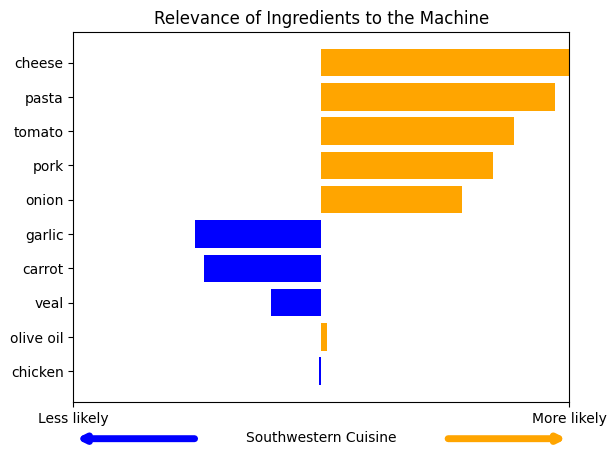 Relevance of Ingredients to the Machine
cheese
pasta
tomato
pork
onion
garlic
carrot
veal
olive oil
chicken
Less likely
More likely
Southwestern Cuisine